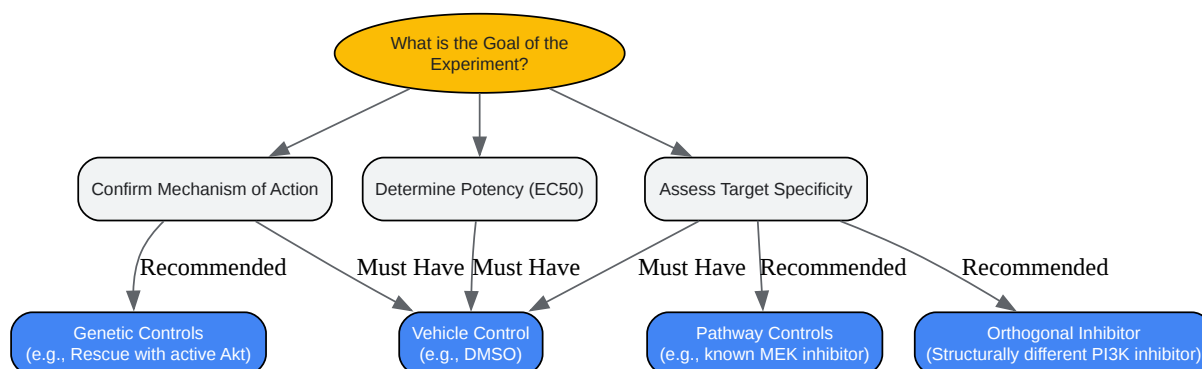 What is the Goal of the
Experiment?
Confirm Mechanism of Action
Determine Potency (EC50)
Assess Target Specificity
Recommended
Must Have
Must Have
Must Have
Recommended
Recommended
Genetic Controls
(e.g., Rescue with active Akt)
Vehicle Control
(e.g., DMSO)
Pathway Controls
(e.g., known MEK inhibitor)
Orthogonal Inhibitor
(Structurally different PI3K inhibitor)